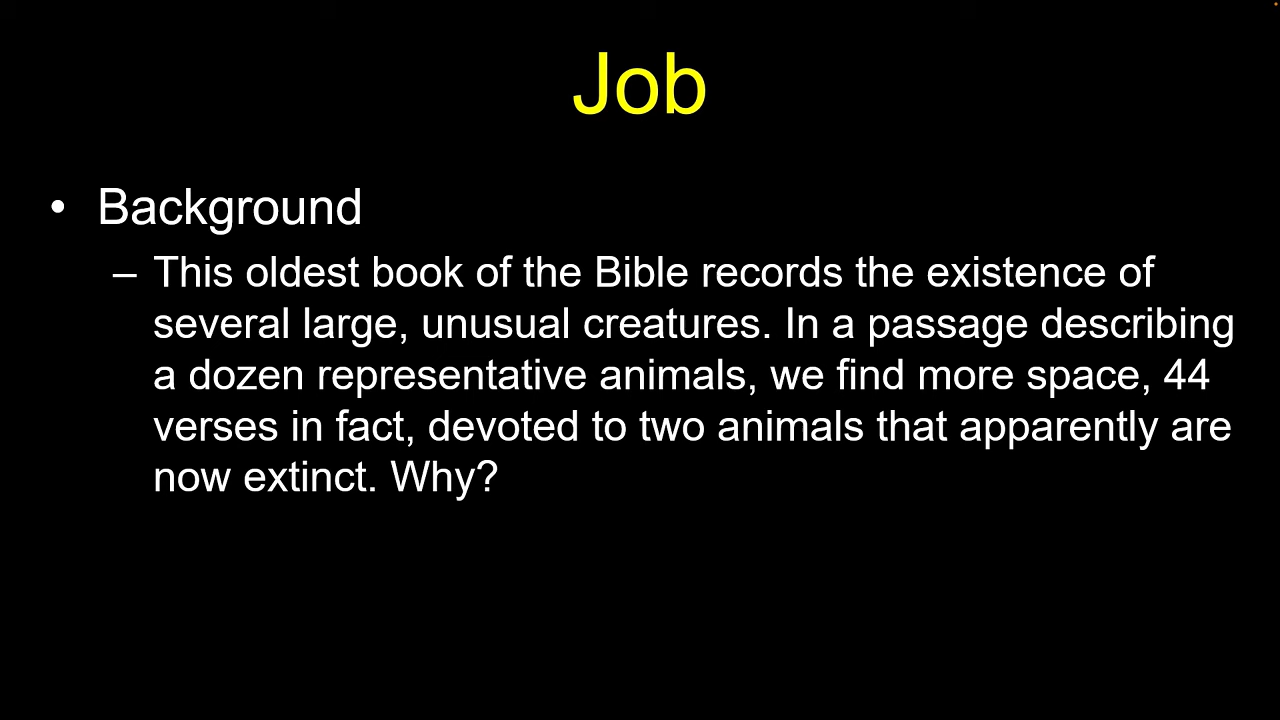 Job
• Background
– This oldest book of the Bible records the existence of
several large, unusual creatures. In a passage describing
a dozen representative animals, we find more space, 44
verses in fact, devoted to two animals that apparently are
now extinct. Why?